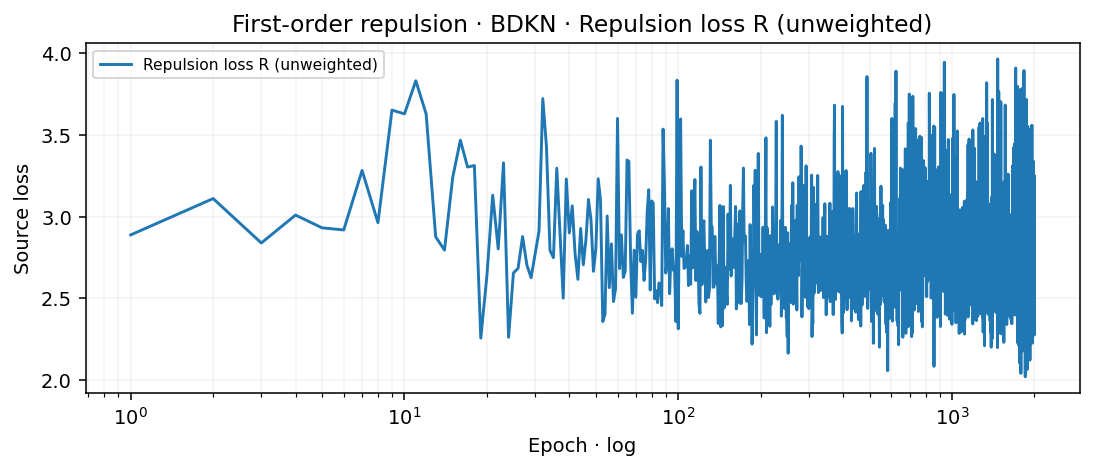 First-order repulsion · BDKN · Repulsion loss R (unweighted)
Repulsion loss R (unweighted)
Source loss
4.0
3.5
3.0
2.5
2.0
10⁰
10¹
10²
10³
Epoch · log